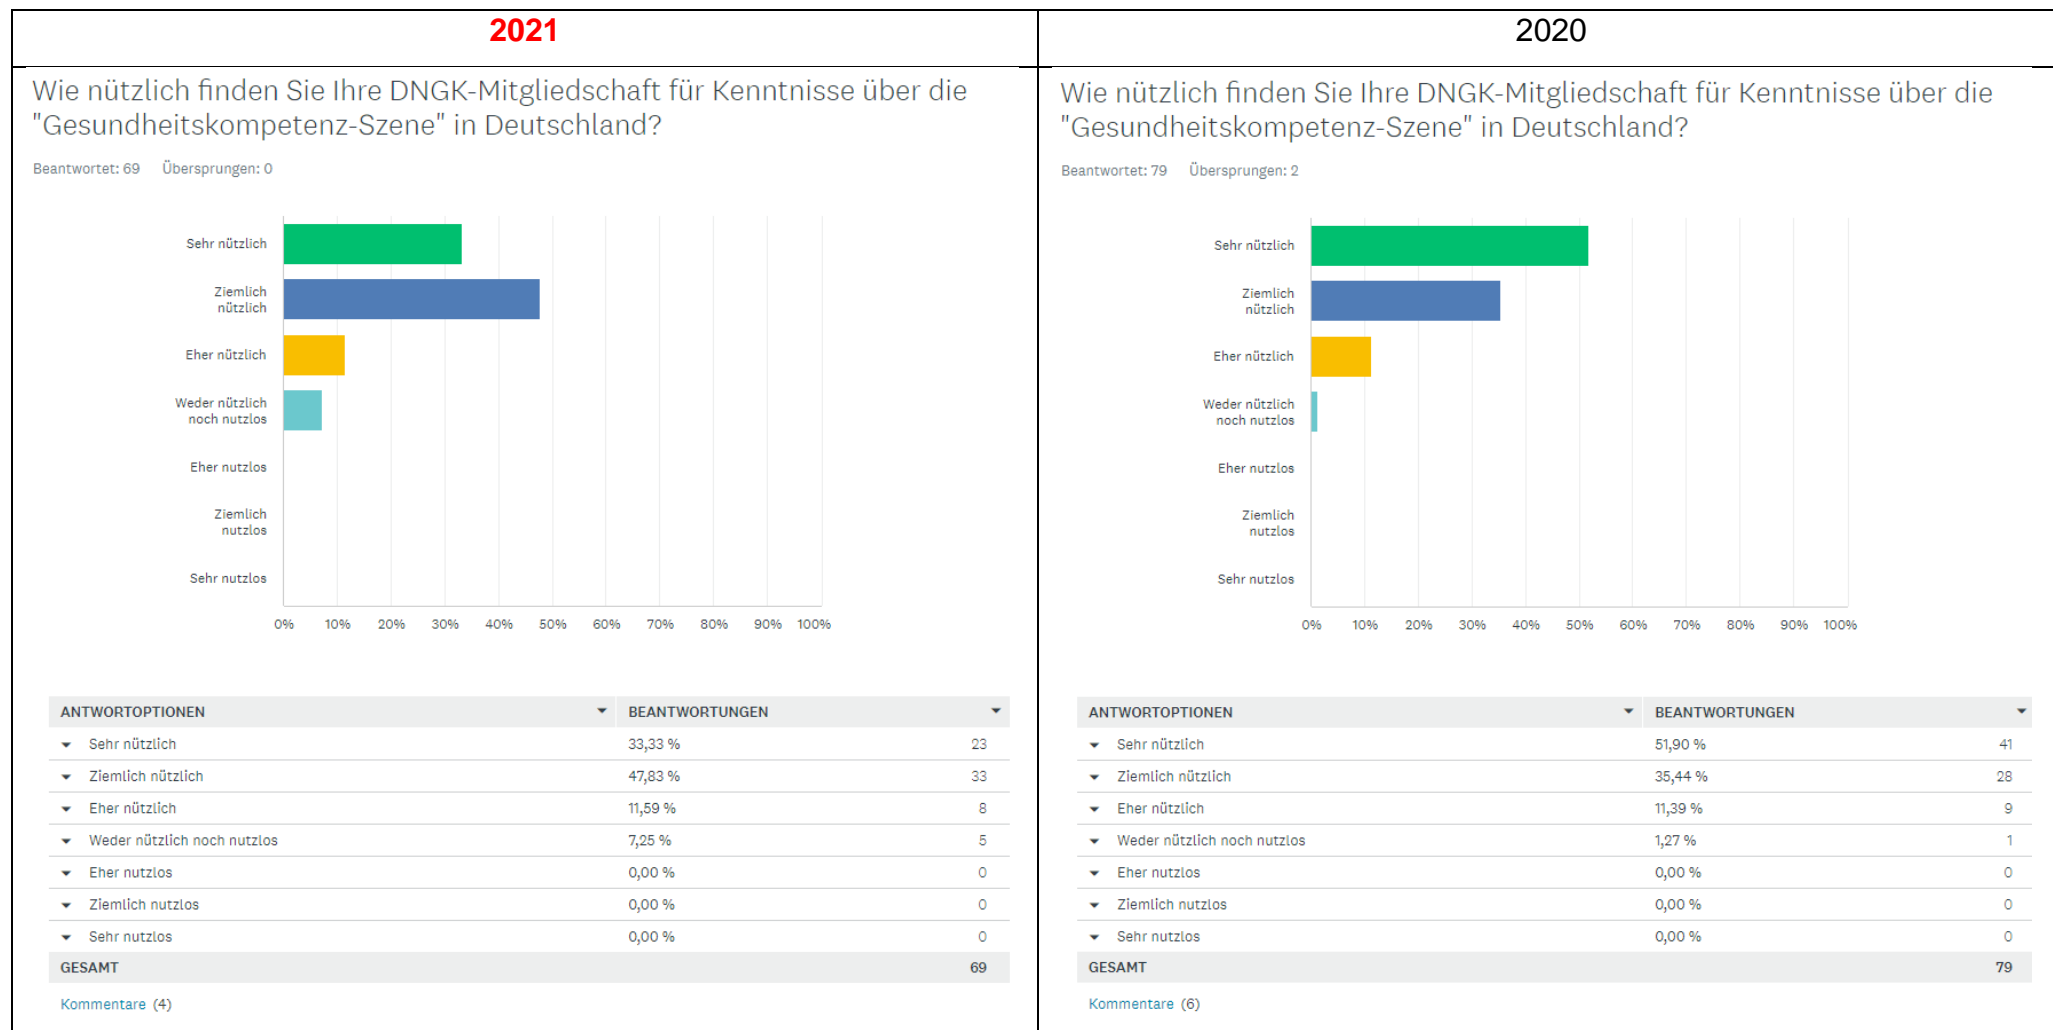 2021
Wie nützlich finden Sie Ihre DNGK-Mitgliedschaft für Kenntnisse über die
"Gesundheitskompetenz-Szene" in Deutschland?
Beantwortet: 69 Übersprungen: 0
Sehr nützlich
Ziemlich
nützlich
Eher nützlich
Weder nützlich
noch nutzlos
Eher nutzlos
Ziemlich
nutzlos
Sehr nutzlos
0% 10% 20% 30% 40% 50% 60% 70% 80% 90% 100%
ANTWORTOPTIONEN BEANTWORTUNGEN
Sehr nützlich 33,33 % 23
Ziemlich nützlich 47,83 % 33
Eher nützlich 11,59 % 8
Weder nützlich noch nutzlos 7,25 % 5
Eher nutzlos 0,00 % 0
Ziemlich nutzlos 0,00 % 0
Sehr nutzlos 0,00 % 0
GESAMT 69
Kommentare (4)
2020
Wie nützlich finden Sie Ihre DNGK-Mitgliedschaft für Kenntnisse über die
"Gesundheitskompetenz-Szene" in Deutschland?
Beantwortet: 79 Übersprungen: 2
Sehr nützlich
Ziemlich
nützlich
Eher nützlich
Weder nützlich
noch nutzlos
Eher nutzlos
Ziemlich
nutzlos
Sehr nutzlos
0% 10% 20% 30% 40% 50% 60% 70% 80% 90% 100%
ANTWORTOPTIONEN BEANTWORTUNGEN
Sehr nützlich 51,90 % 41
Ziemlich nützlich 35,44 % 28
Eher nützlich 11,39 % 9
Weder nützlich noch nutzlos 1,27 % 1
Eher nutzlos 0,00 % 0
Ziemlich nutzlos 0,00 % 0
Sehr nutzlos 0,00 % 0
GESAMT 79
Kommentare (6)